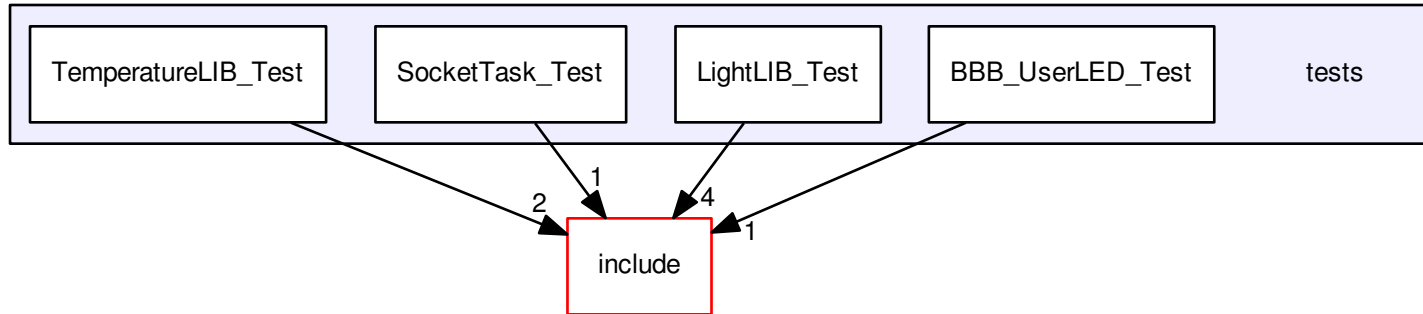 TemperatureLIB_Test
SocketTask_Test
LightLIB_Test
BBB_UserLED_Test
tests
2
1
4
1
include